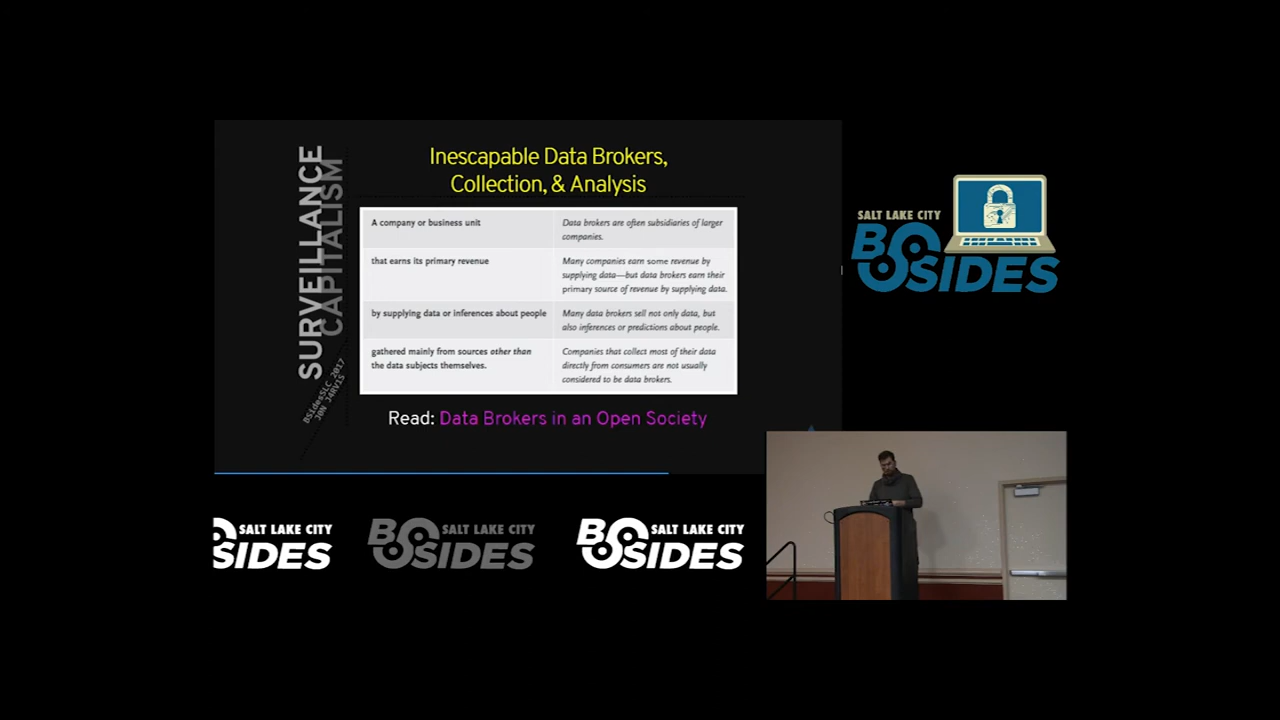 SURVEILLANCE
CAPITALISM
BSidesSLC 2017
J0N J4RV1S
Inescapable Data Brokers,
Collection, & Analysis
A company or business unit
Data brokers are often subsidiaries of larger
companies.
that earns its primary revenue
Many companies earn some revenue by
supplying data—but data brokers earn their
primary source of revenue by supplying data.
by supplying data or inferences about people
Many data brokers sell not only data, but
also inferences or predictions about people.
gathered mainly from sources other than
the data subjects themselves.
Companies that collect most of their data
directly from consumers are not usually
considered to be data brokers.
Read: Data Brokers in an Open Society
SALT LAKE CITY
BSIDES
SALT LAKE CITY
SIDES
SALT LAKE CITY
BSIDES
SALT LAKE CITY
BSIDES